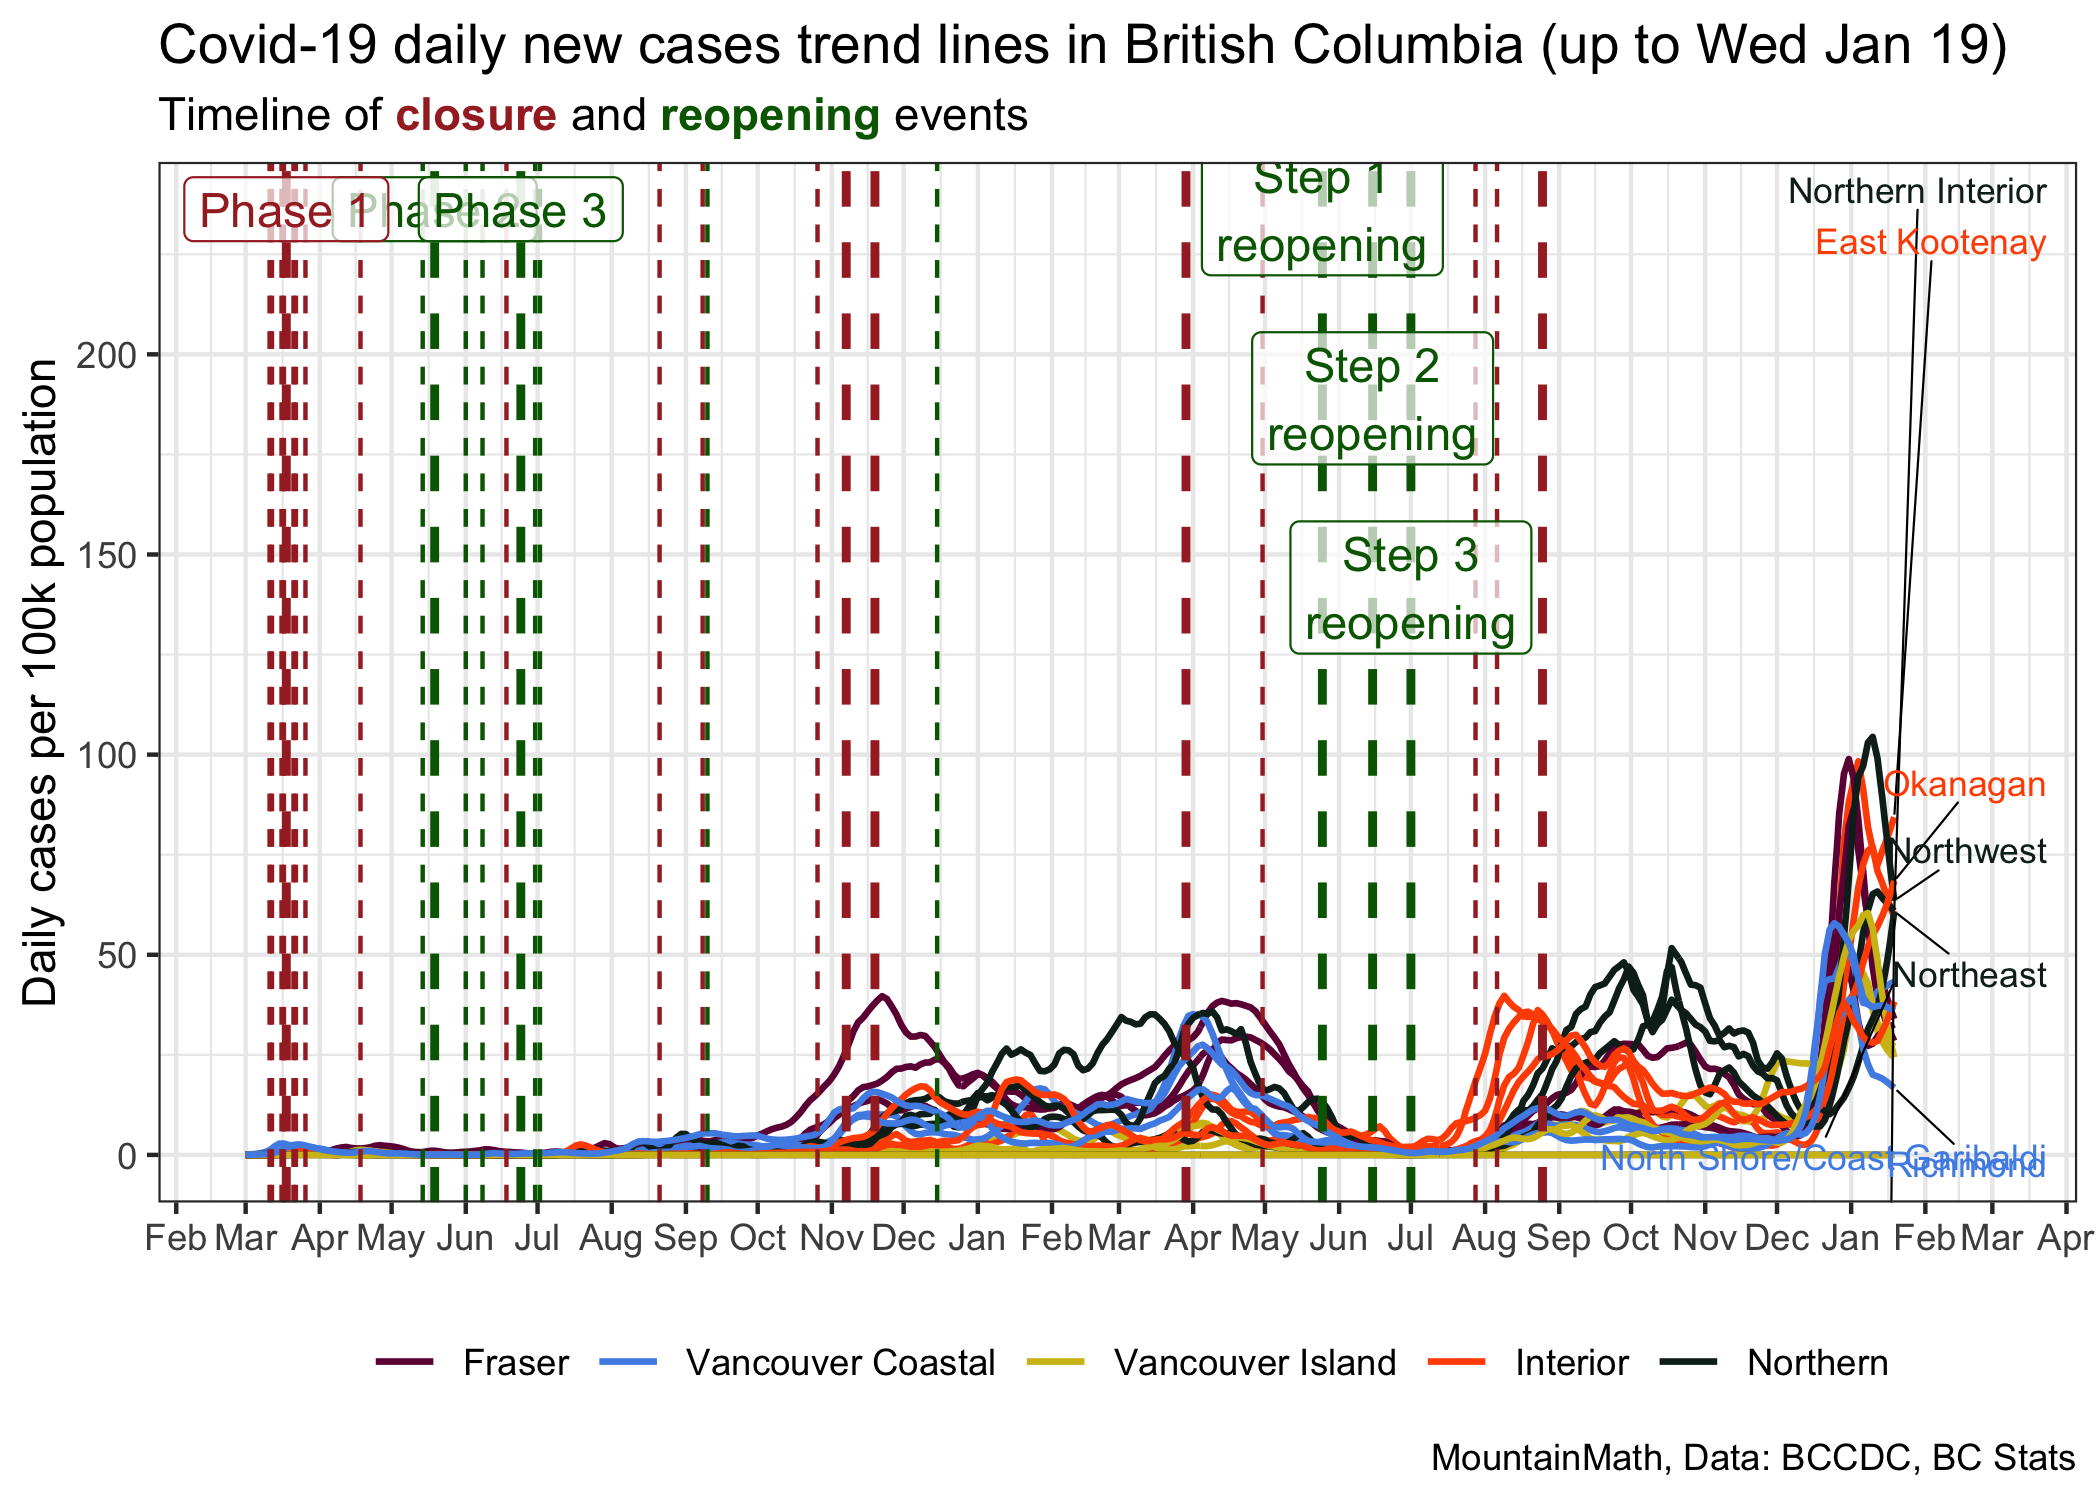 Covid-19 daily new cases trend lines in British Columbia (up to Wed Jan 19)
Timeline of closure and reopening events
Daily cases per 100k population
Phase 1
Phase 2
Phase 3
Step 1
reopening
Step 2
reopening
Step 3
reopening
Northern Interior
East Kootenay
Okanagan
Northwest
Northeast
North Shore/Coast Garibaldi
Richmond
200
150
100
50
0
Feb Mar Apr May Jun Jul Aug Sep Oct Nov Dec Jan Feb Mar Apr May Jun Jul Aug Sep Oct Nov Dec Jan Feb Mar Apr
Fraser Vancouver Coastal Vancouver Island Interior Northern
MountainMath, Data: BCCDC, BC Stats